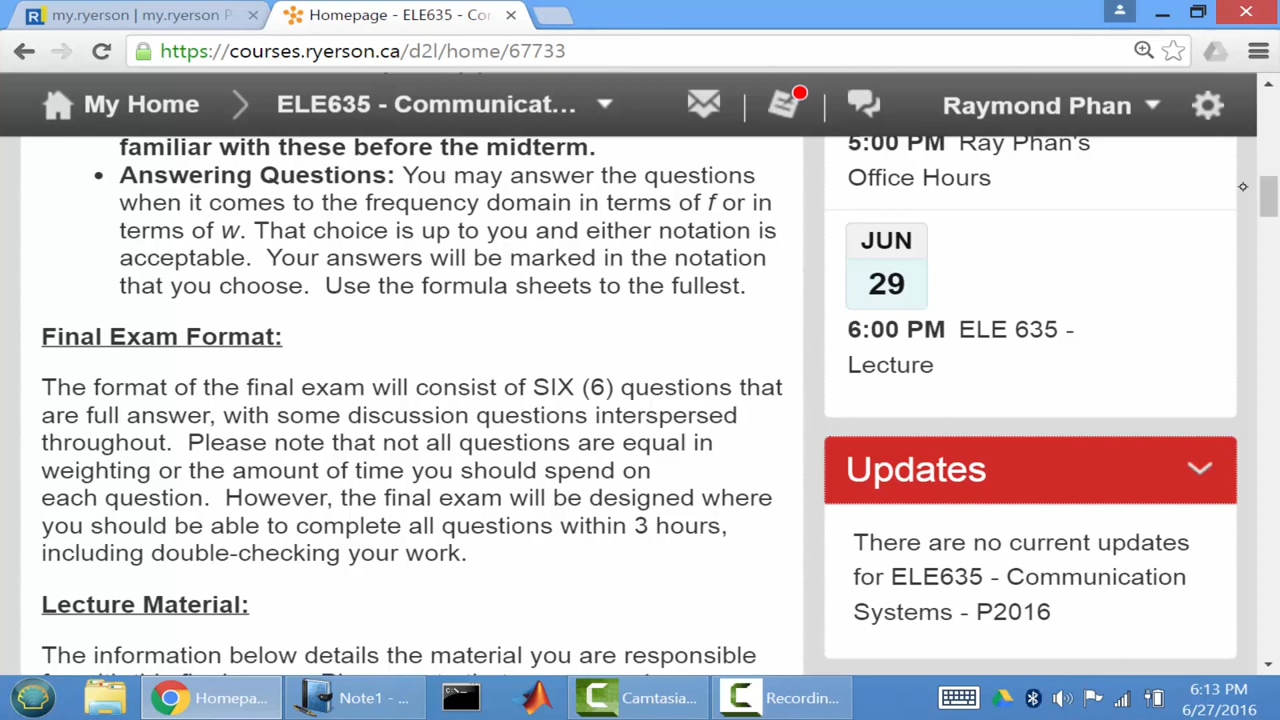 my.ryerson | my.ryerson P
Homepage - ELE635 - Co
https://courses.ryerson.ca/d2l/home/67733
My Home
ELE635 - Communicat...
Raymond Phan
familiar with these before the midterm.
• Answering Questions: You may answer the questions
when it comes to the frequency domain in terms of f or in
terms of w. That choice is up to you and either notation is
acceptable. Your answers will be marked in the notation
that you choose. Use the formula sheets to the fullest.
Final Exam Format:
The format of the final exam will consist of SIX (6) questions that
are full answer, with some discussion questions interspersed
throughout. Please note that not all questions are equal in
weighting or the amount of time you should spend on
each question. However, the final exam will be designed where
you should be able to complete all questions within 3 hours,
including double-checking your work.
Lecture Material:
The information below details the material you are responsible
5:00 PM Ray Phan's
Office Hours
JUN
29
6:00 PM ELE 635 -
Lecture
Updates
There are no current updates
for ELE635 - Communication
Systems - P2016
Homepa...
Note1 - ...
Camtasia...
Recordin...
6:13 PM
6/27/2016